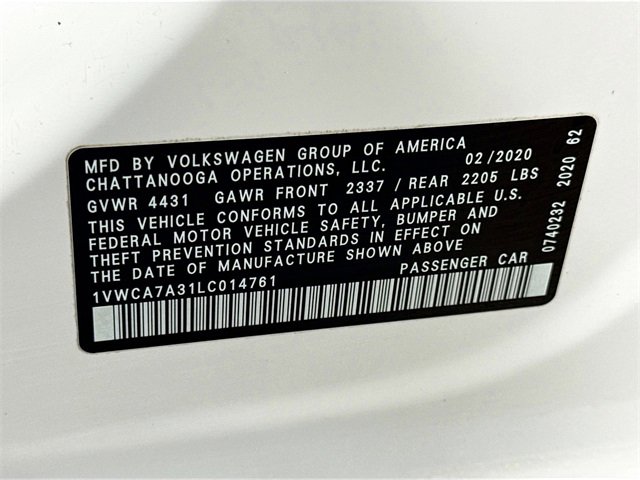 MFD BY VOLKSWAGEN GROUP OF AMERICA 02/2020
CHATTANOOGA OPERATIONS, LLC.
GVWR 4431 GAWR FRONT 2337 / REAR 2205 LBS
THIS VEHICLE CONFORMS TO ALL APPLICABLE U.S.
FEDERAL MOTOR VEHICLE SAFETY, BUMPER AND
THEFT PREVENTION STANDARDS IN EFFECT ON
THE DATE OF MANUFACTURE SHOWN ABOVE
1VWCA7A31LC014761 PASSENGER CAR
0740232 2020 62